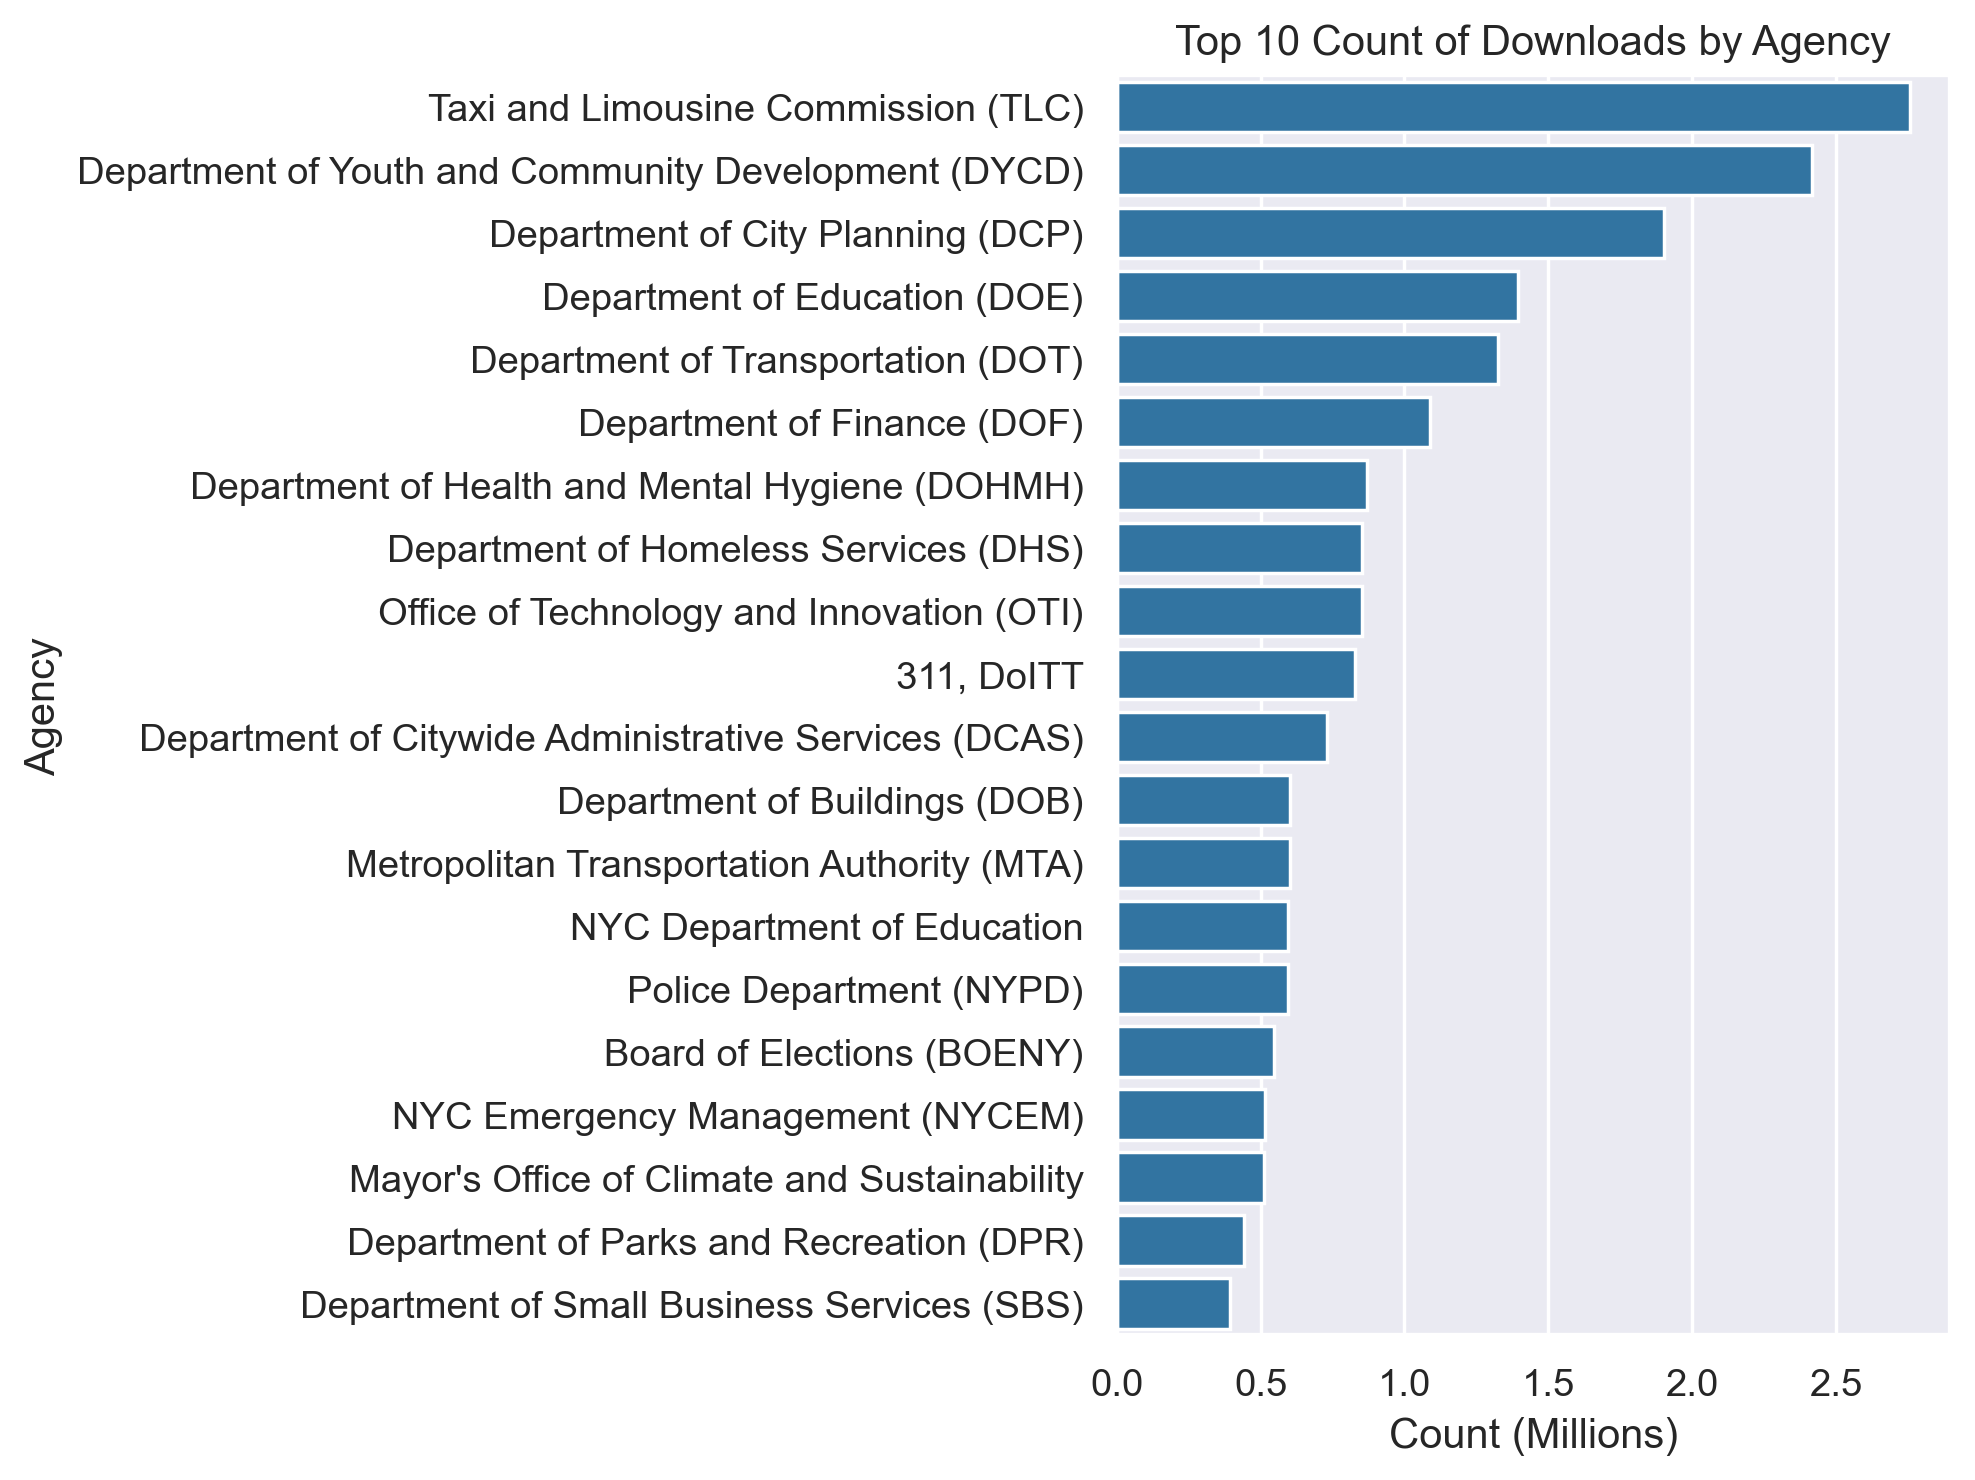 Top 10 Count of Downloads by Agency
Taxi and Limousine Commission (TLC)
Department of Youth and Community Development (DYCD)
Department of City Planning (DCP)
Department of Education (DOE)
Department of Transportation (DOT)
Department of Finance (DOF)
Department of Health and Mental Hygiene (DOHMH)
Department of Homeless Services (DHS)
Office of Technology and Innovation (OTI)
311, DoITT
Department of Citywide Administrative Services (DCAS)
Department of Buildings (DOB)
Metropolitan Transportation Authority (MTA)
NYC Department of Education
Police Department (NYPD)
Board of Elections (BOENY)
NYC Emergency Management (NYCEM)
Mayor's Office of Climate and Sustainability
Department of Parks and Recreation (DPR)
Department of Small Business Services (SBS)
Agency
0.0 0.5 1.0 1.5 2.0 2.5
Count (Millions)